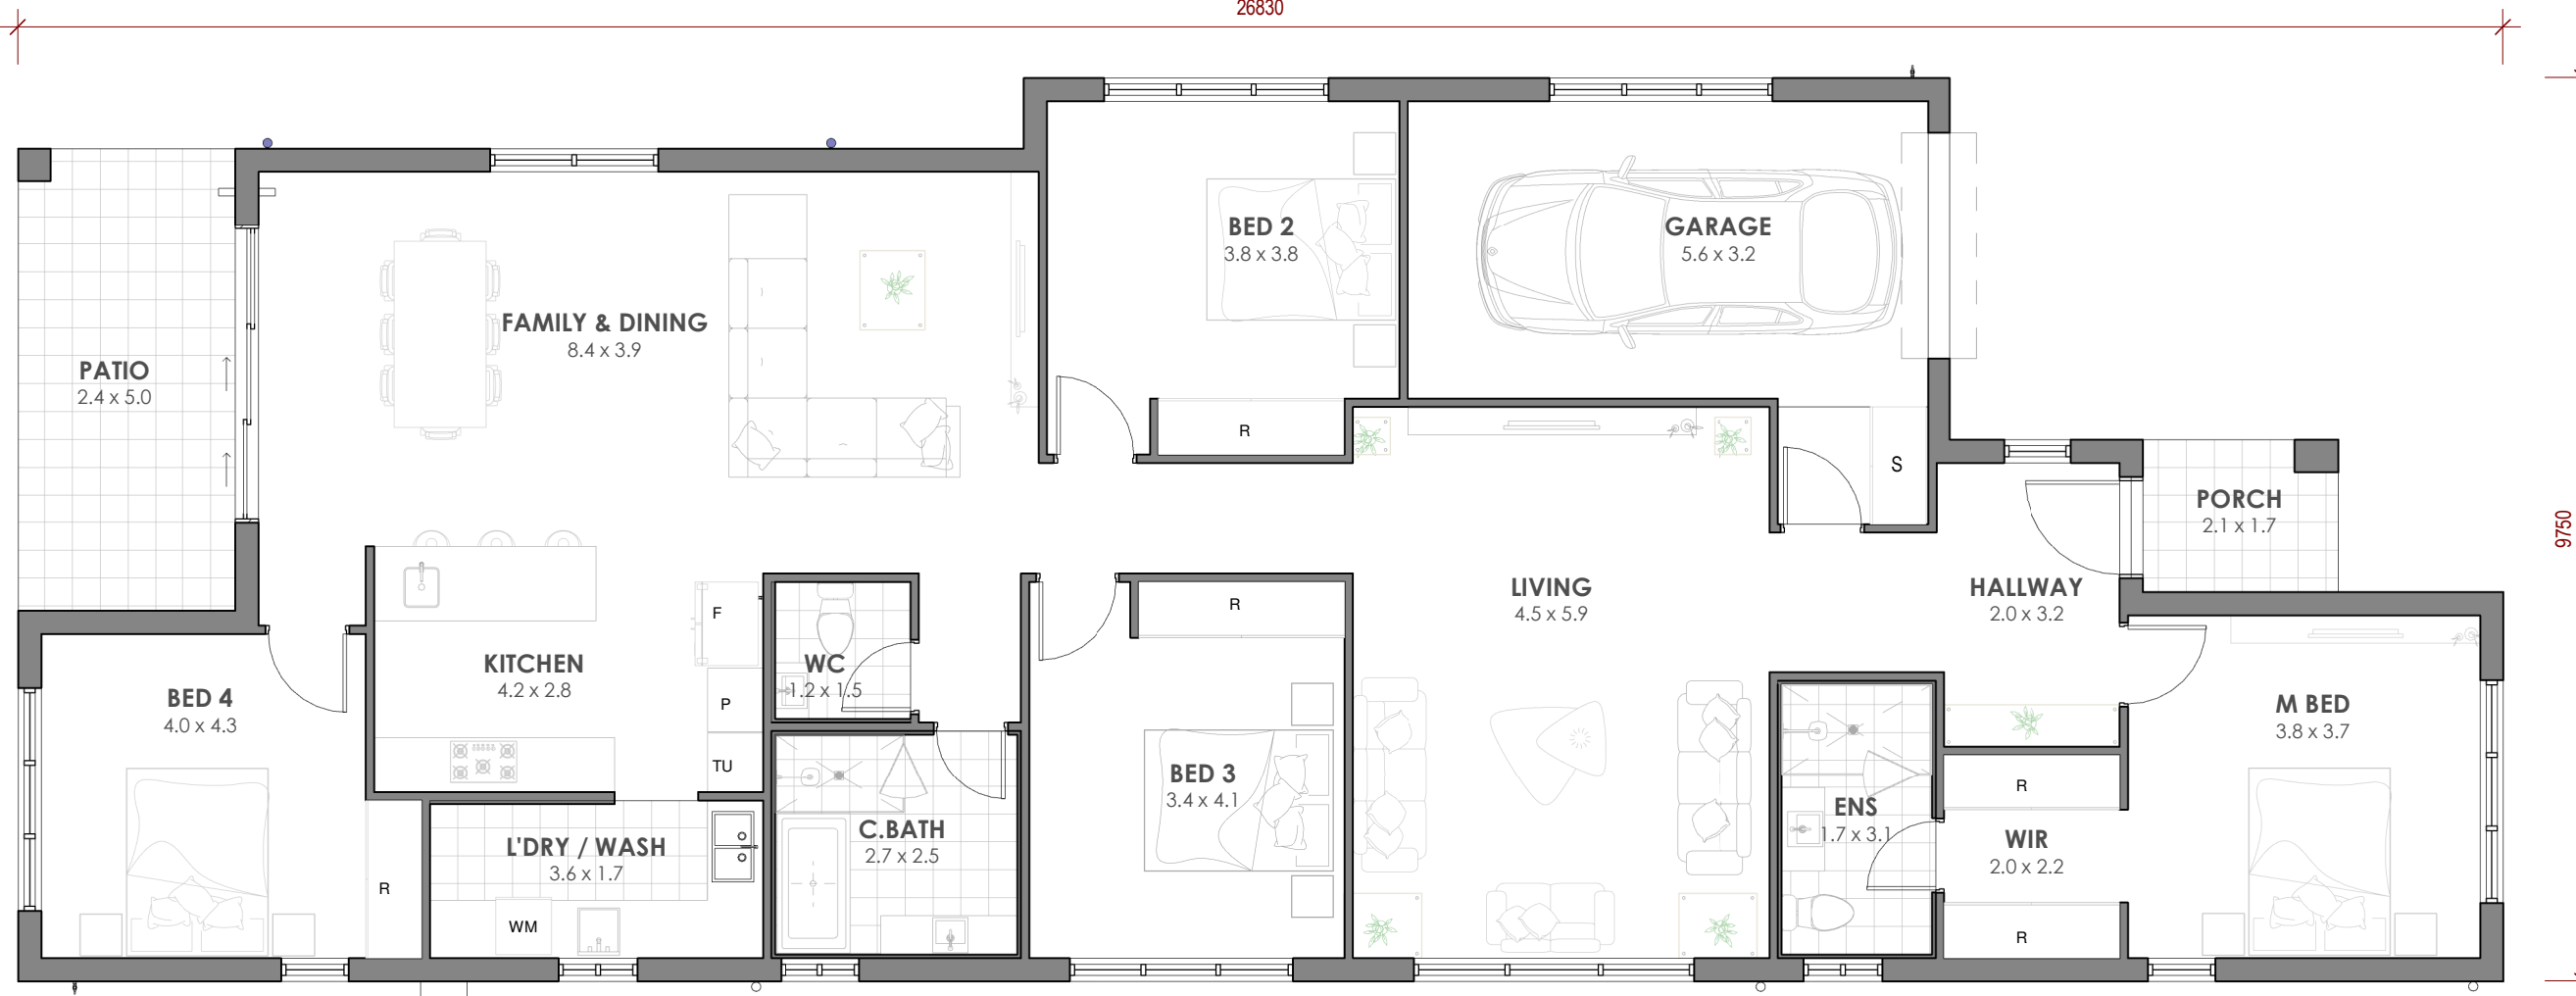 26830
BED 2
3.8 x 3.8
GARAGE
5.6 x 3.2
FAMILY & DINING
8.4 x 3.9
PATIO
2.4 x 5.0
R
S
PORCH
2.1 x 1.7
9750
LIVING
4.5 x 5.9
HALLWAY
2.0 x 3.2
R
F
KITCHEN
4.2 x 2.8
WC
1.2 x 1.5
BED 4
4.0 x 4.3
P
M BED
3.8 x 3.7
TU
BED 3
3.4 x 4.1
R
ENS
1.7 x 3.1
C.BATH
2.7 x 2.5
L'DRY / WASH
3.6 x 1.7
WIR
2.0 x 2.2
R
WM
R